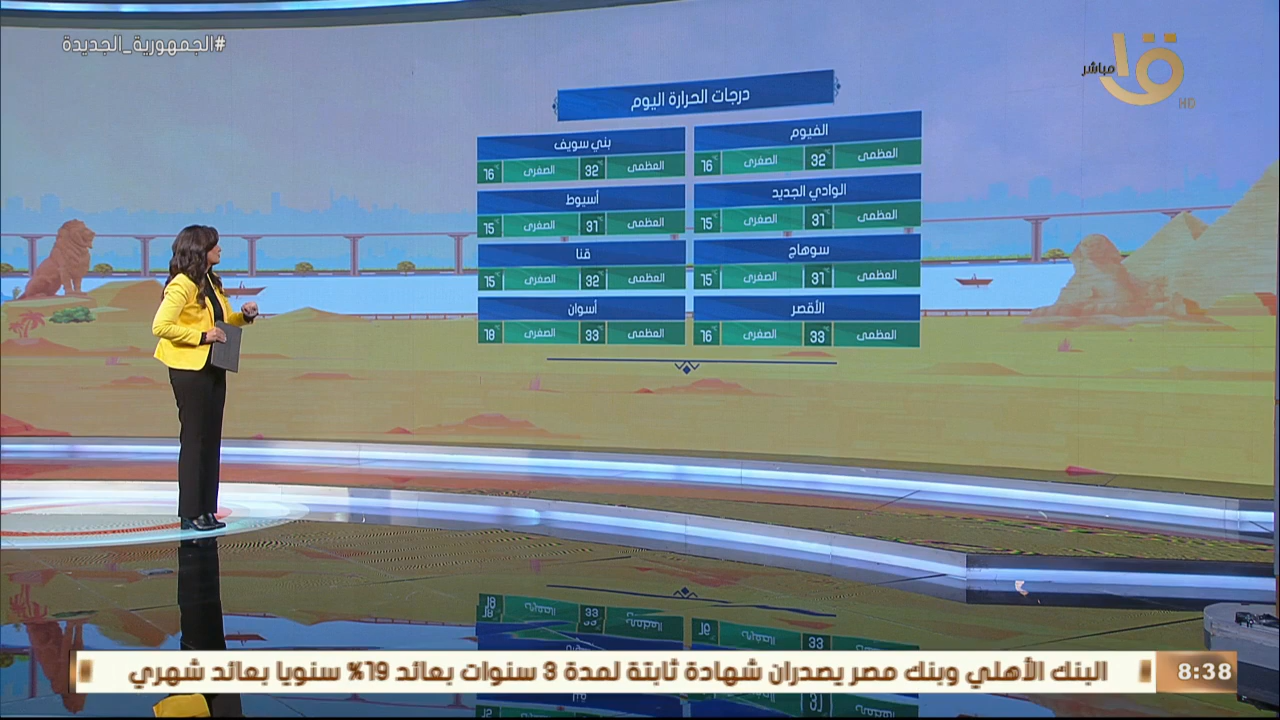 #الجمهورية_الجديدة
مباشر
HD
درجات الحرارة اليوم
الفيوم
العظمى 32 الصغرى 16
بني سويف
العظمى 32 الصغرى 16
الوادي الجديد
العظمى 31 الصغرى 15
أسيوط
العظمى 31 الصغرى 15
سوهاج
العظمى 31 الصغرى 15
قنا
العظمى 32 الصغرى 15
الأقصر
العظمى 33 الصغرى 16
أسوان
العظمى 33 الصغرى 18
8:38
البنك الأهلي وبنك مصر يصدران شهادة ثابتة لمدة 3 سنوات بعائد 19% سنويا بعائد شهري